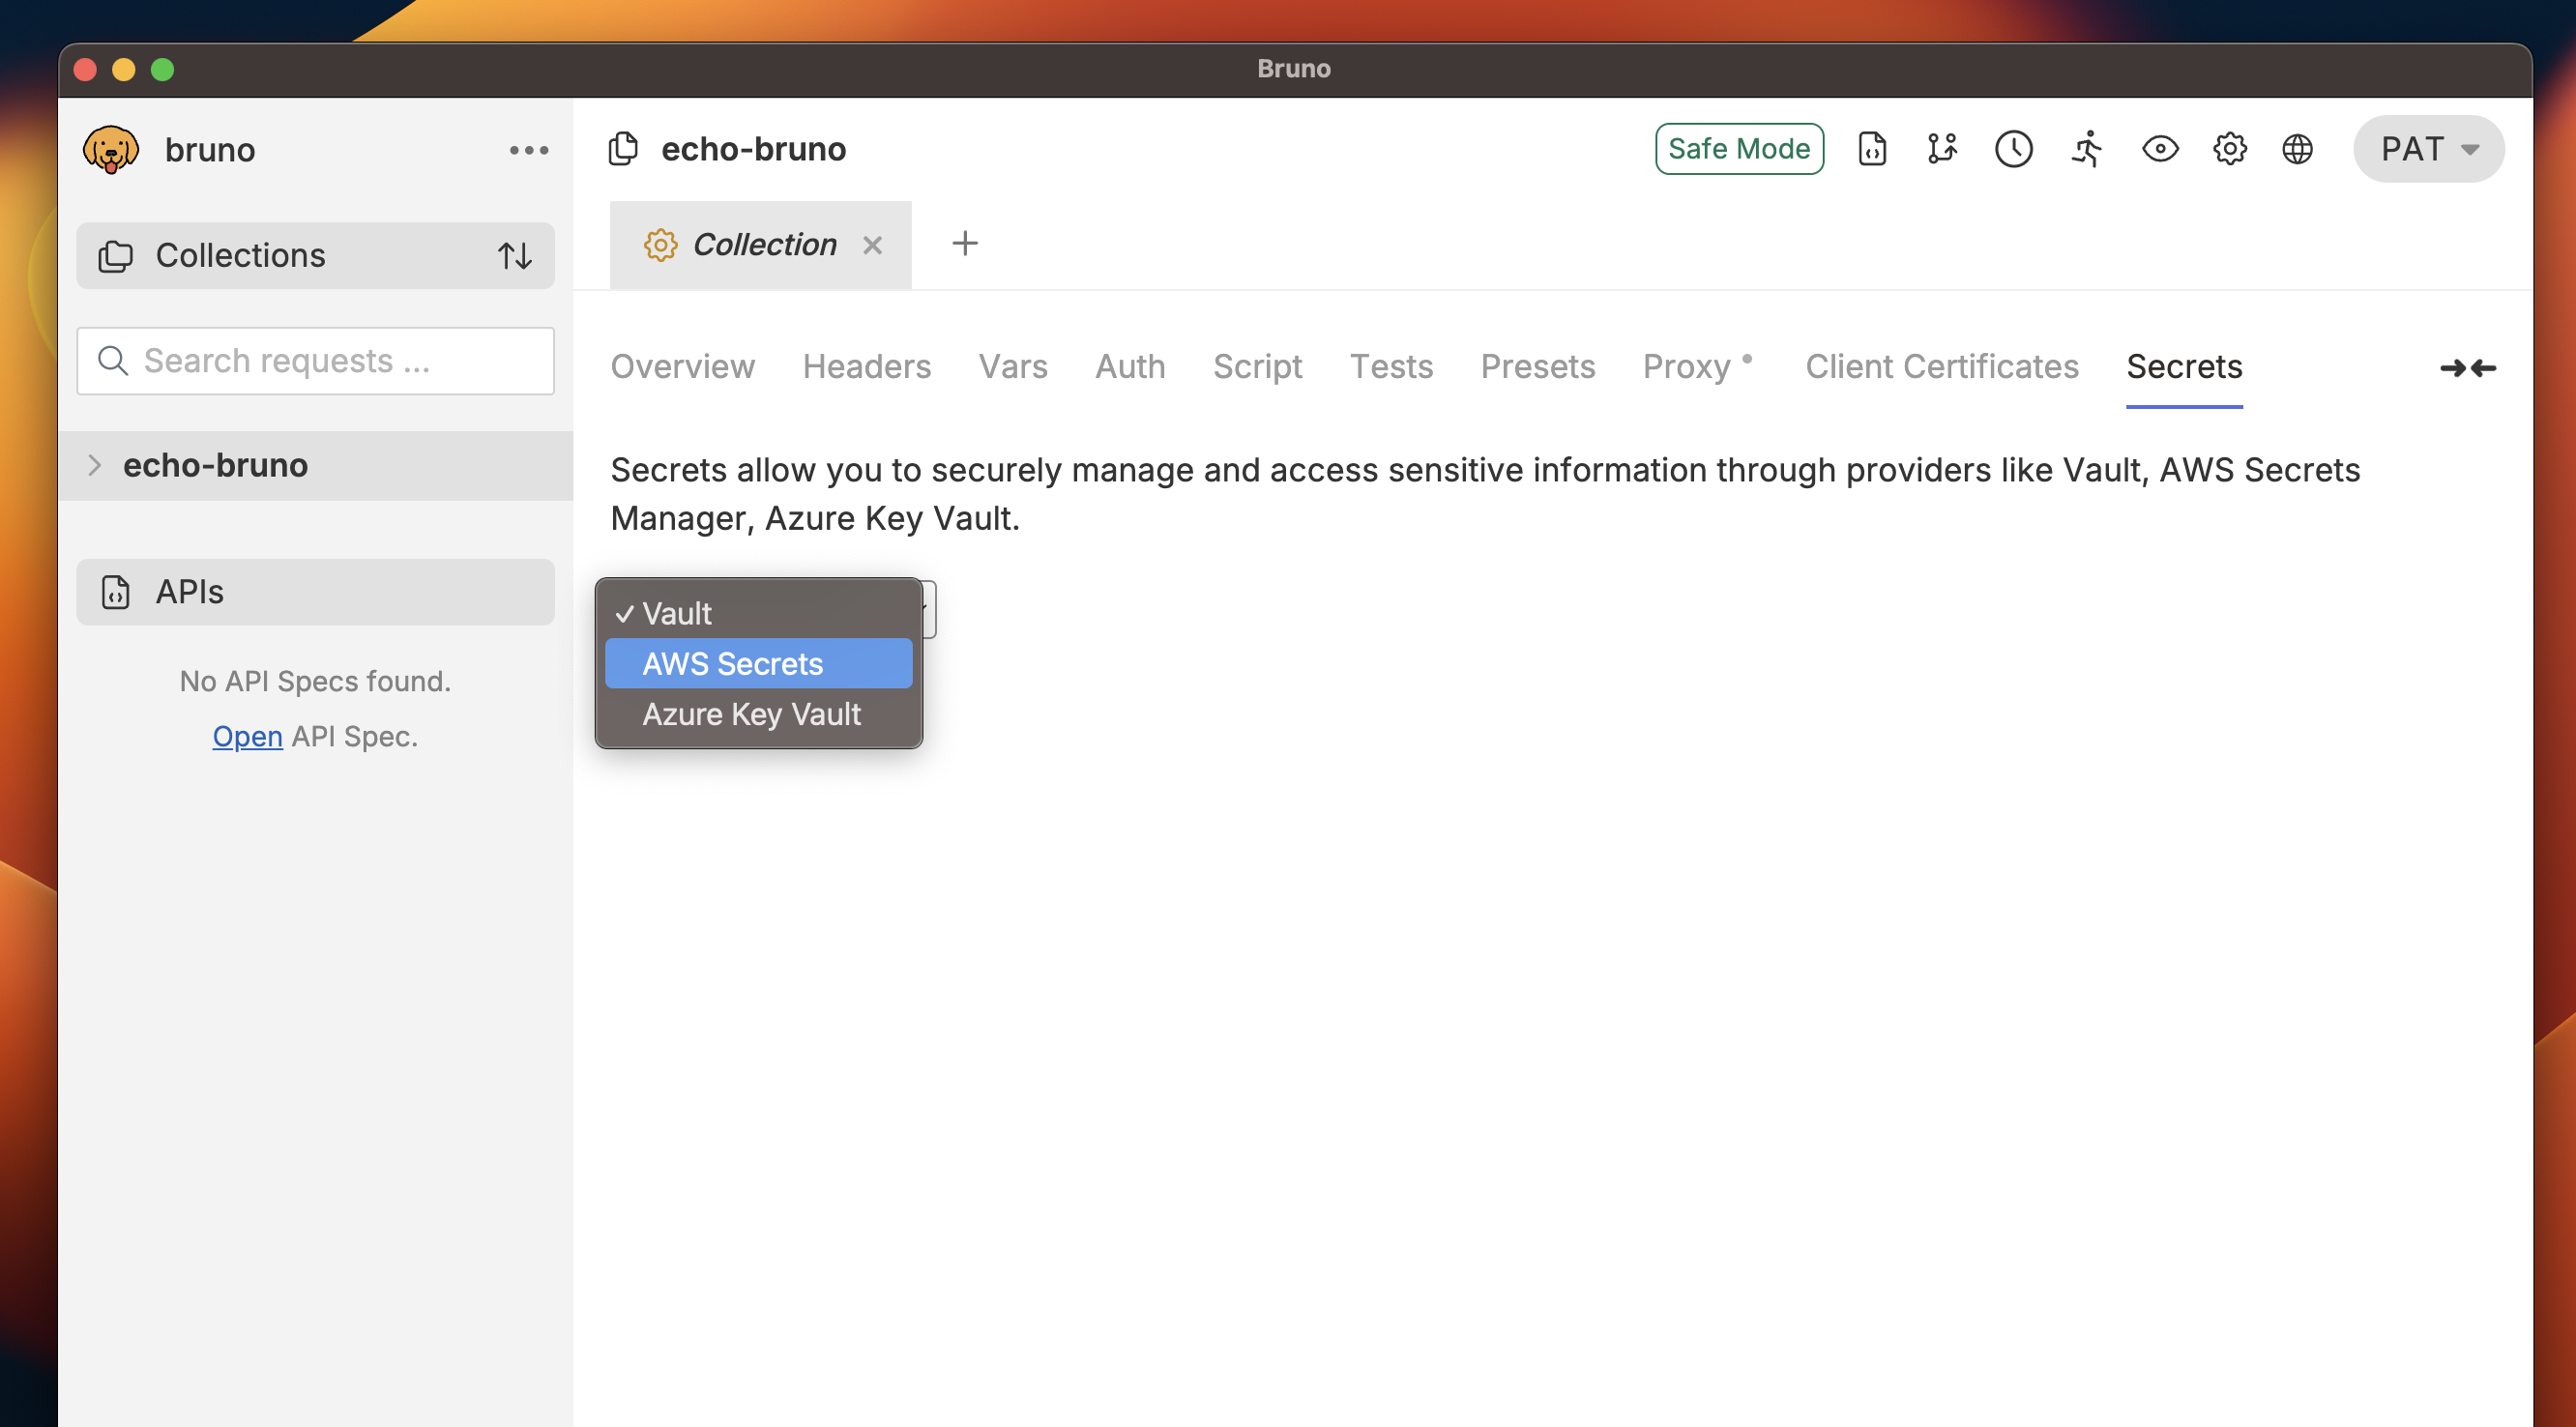 Bruno
bruno
Collections
Search requests ...
echo-bruno
APIs
No API Specs found.
Open API Spec.
echo-bruno
Safe Mode
PAT
Collection
Overview Headers Vars Auth Script Tests Presets Proxy Client Certificates Secrets
Secrets allow you to securely manage and access sensitive information through providers like Vault, AWS Secrets
Manager, Azure Key Vault.
✓ Vault
AWS Secrets
Azure Key Vault